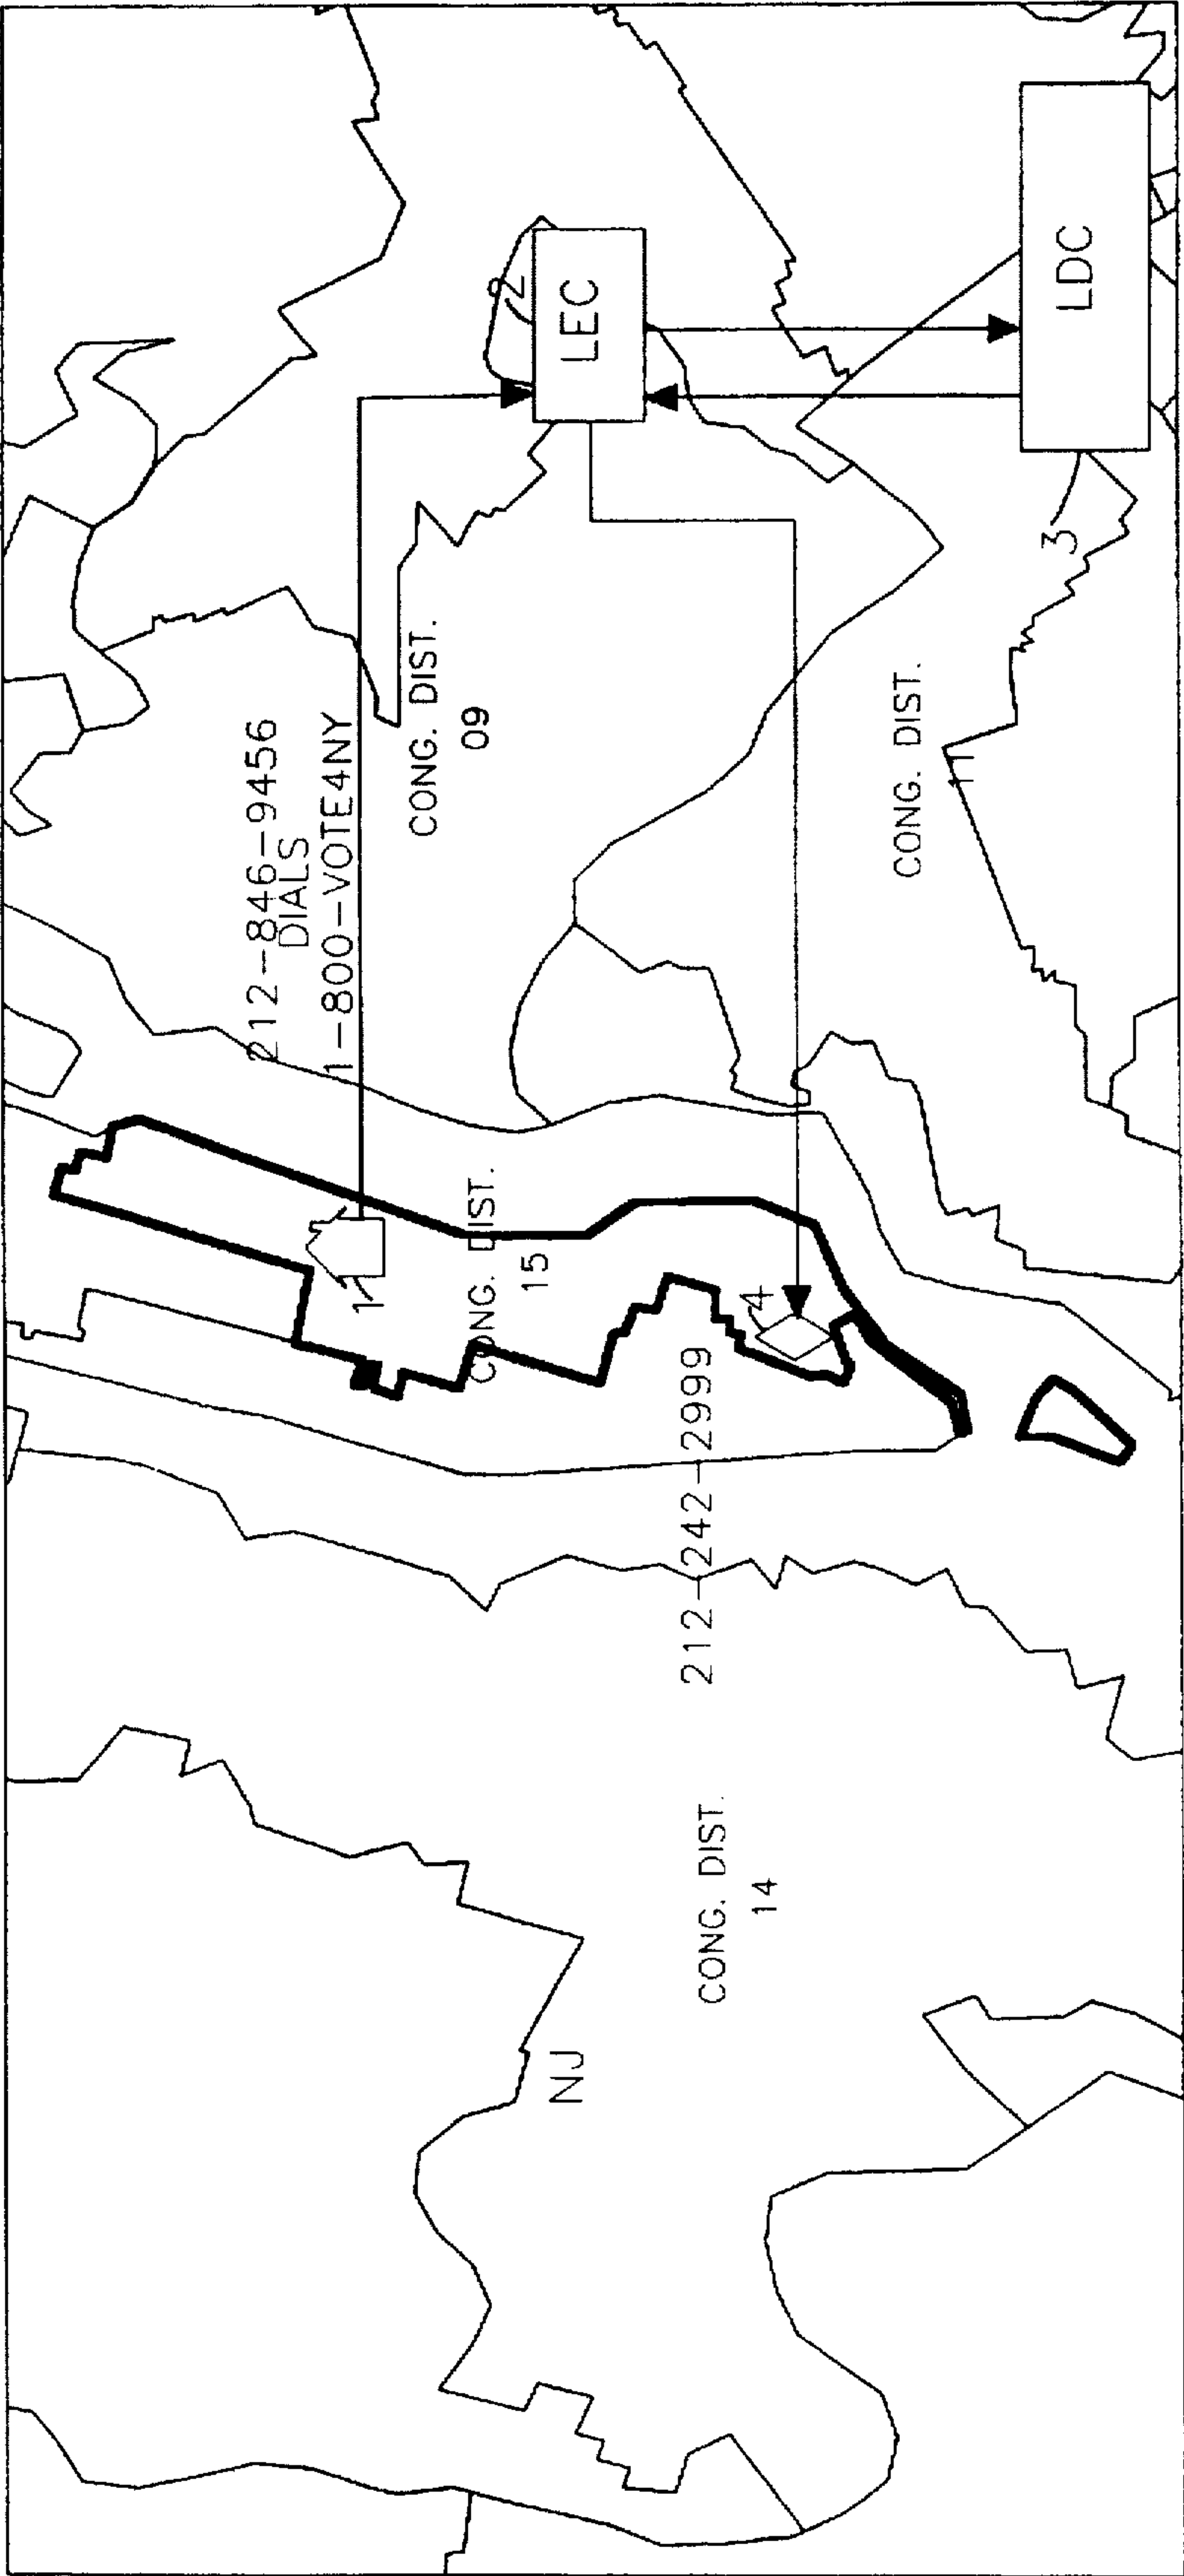 212-846-9456
DIALS
1-800-VOTE4NY
1
CONG. DIST.
09
2
LEC
CONG. DIST.
15
4
212-242-2999
CONG. DIST.
11
3
LDC
NJ
CONG. DIST.
14